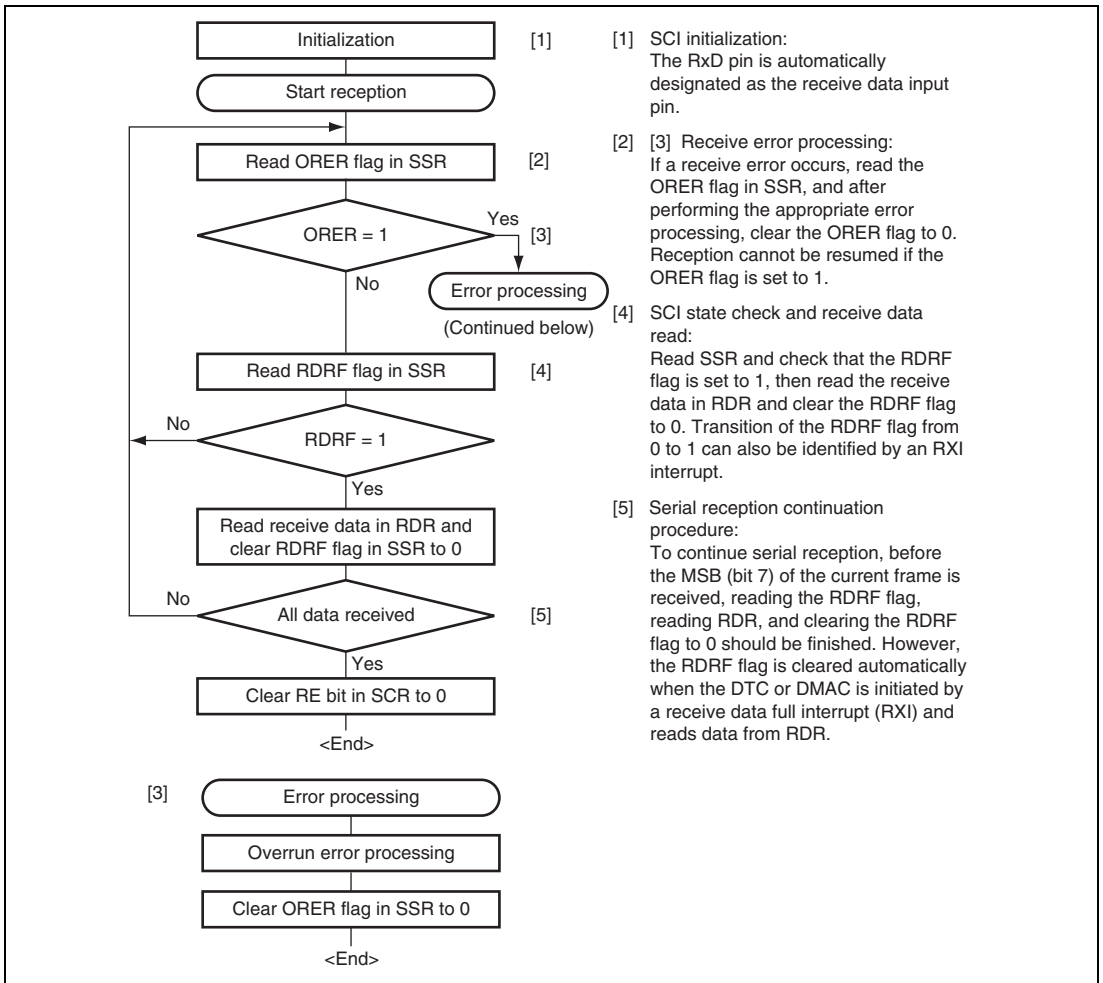 Initialization [1]
Start reception
Read ORER flag in SSR [2]
ORER = 1
Yes
[3]
No
Error processing
(Continued below)
Read RDRF flag in SSR [4]
No
RDRF = 1
Yes
Read receive data in RDR and
clear RDRF flag in SSR to 0
No
All data received [5]
Yes
Clear RE bit in SCR to 0
<End>
[3] Error processing
Overrun error processing
Clear ORER flag in SSR to 0
<End>
[1] SCI initialization:
The RxD pin is automatically
designated as the receive data input
pin.
[2] [3] Receive error processing:
If a receive error occurs, read the
ORER flag in SSR, and after
performing the appropriate error
processing, clear the ORER flag to 0.
Reception cannot be resumed if the
ORER flag is set to 1.
[4] SCI state check and receive data
read:
Read SSR and check that the RDRF
flag is set to 1, then read the receive
data in RDR and clear the RDRF flag
to 0. Transition of the RDRF flag from
0 to 1 can also be identified by an RXI
interrupt.
[5] Serial reception continuation
procedure:
To continue serial reception, before
the MSB (bit 7) of the current frame is
received, reading the RDRF flag,
reading RDR, and clearing the RDRF
flag to 0 should be finished. However,
the RDRF flag is cleared automatically
when the DTC or DMAC is initiated by
a receive data full interrupt (RXI) and
reads data from RDR.